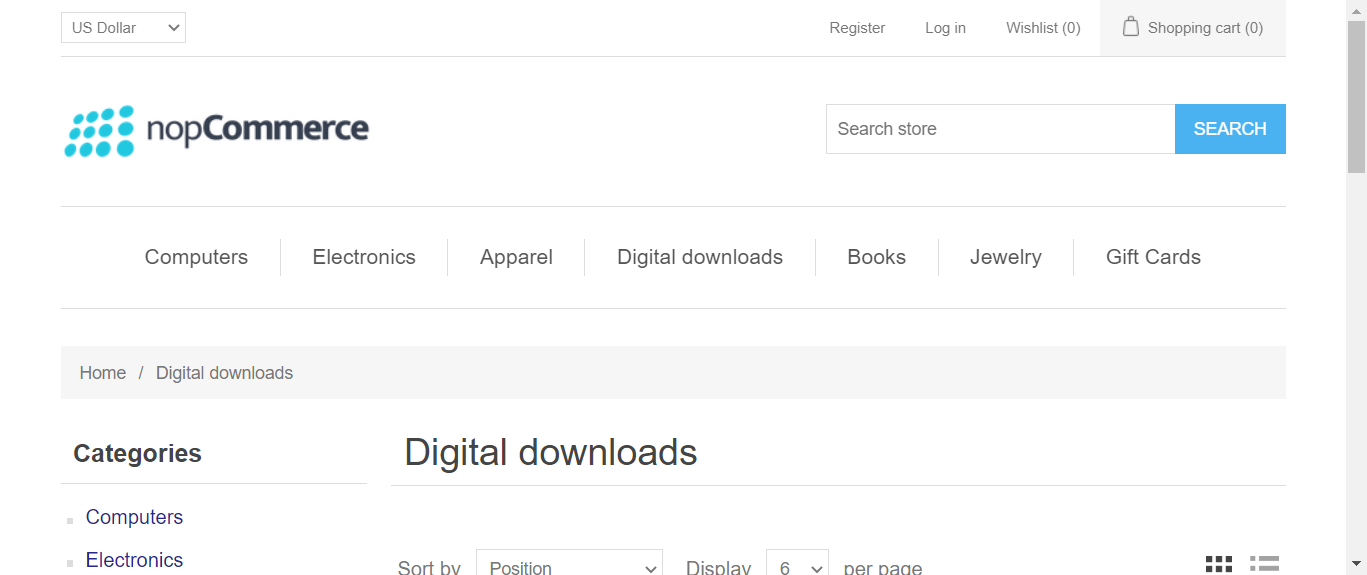 US Dollar Register Log in Wishlist (0) Shopping cart (0)
nopCommerce Search store SEARCH
Computers Electronics Apparel Digital downloads Books Jewelry Gift Cards
Home / Digital downloads
Categories
Computers
Electronics
Digital downloads
Sort by Position Display 6 per page